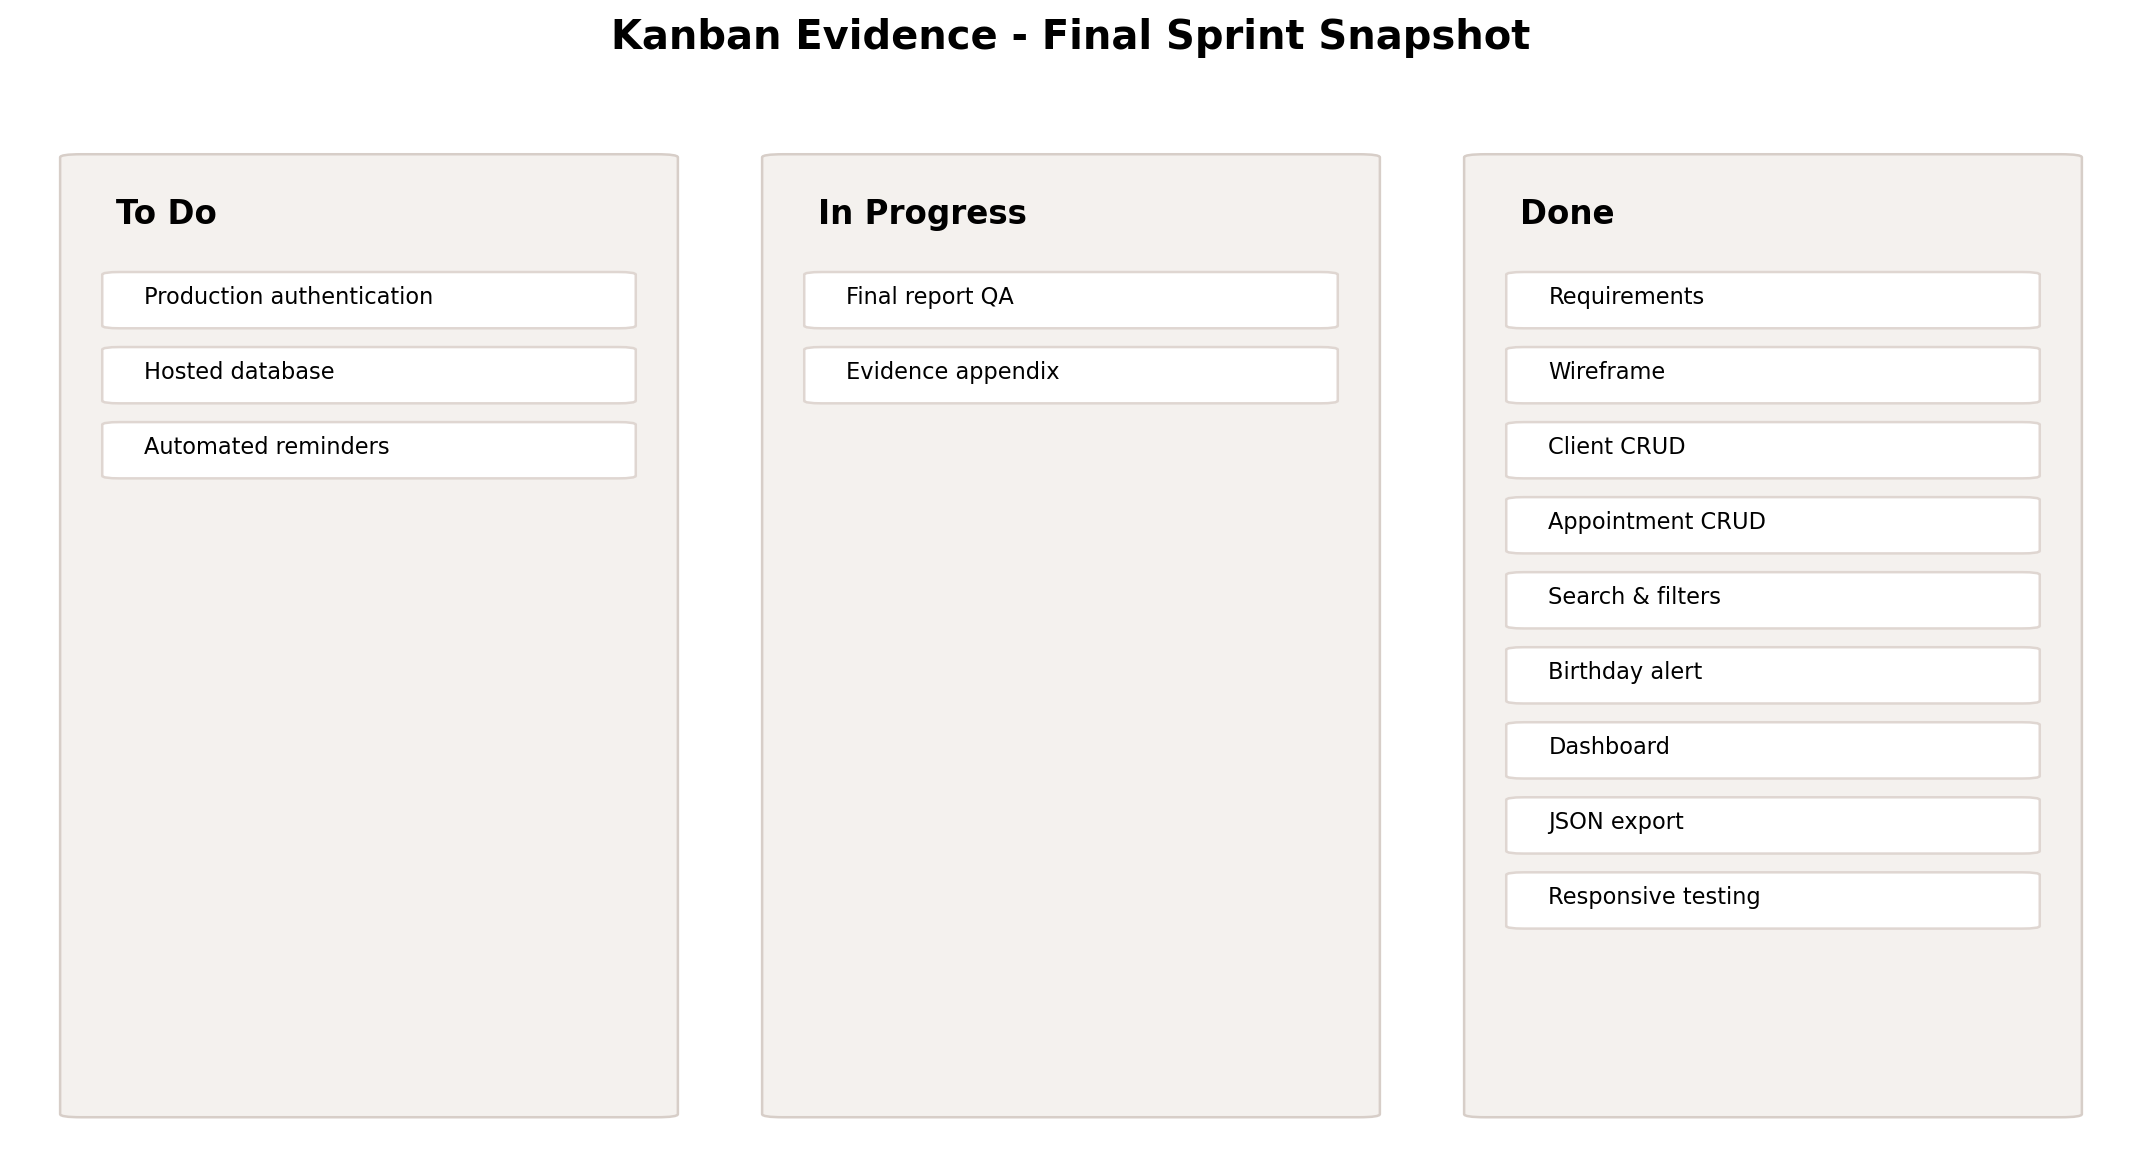 Kanban Evidence - Final Sprint Snapshot
To Do
Production authentication
Hosted database
Automated reminders
In Progress
Final report QA
Evidence appendix
Done
Requirements
Wireframe
Client CRUD
Appointment CRUD
Search & filters
Birthday alert
Dashboard
JSON export
Responsive testing